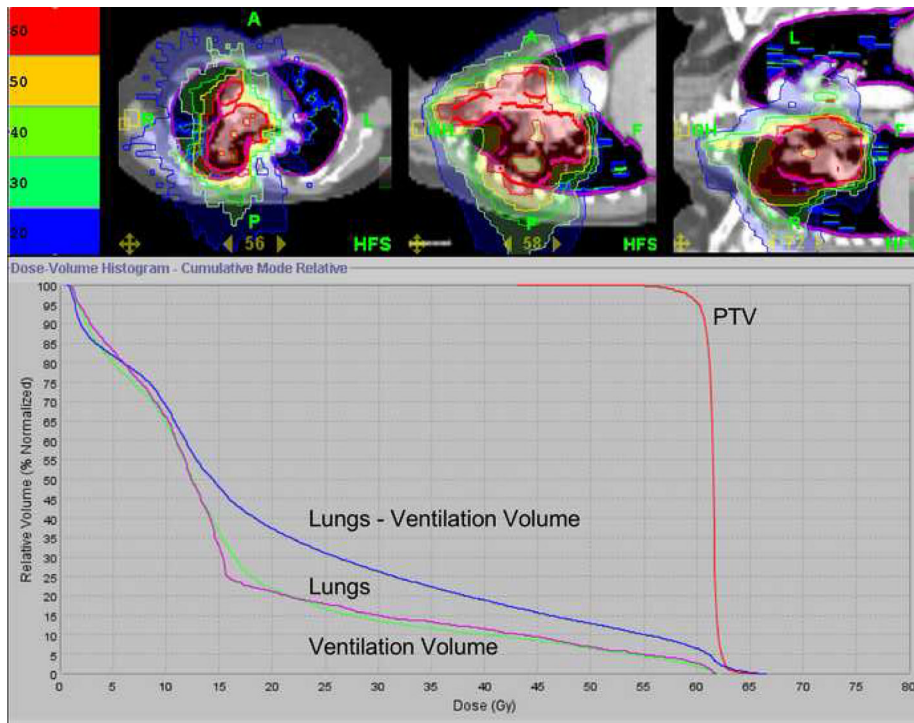 60
50
40
30
20
A
R
L
P
56
HFS
A
F
P
58
HFS
L
F
R
HFS
Dose-Volume Histogram - Cumulative Mode Relative
Relative Volume (% Normalized)
100
95
90
85
80
75
70
65
60
55
50
45
40
35
30
25
20
15
10
5
0
PTV
Lungs - Ventilation Volume
Lungs
Ventilation Volume
0 5 10 15 20 25 30 35 40 45 50 55 60 65 70 75 80
Dose (Gy)